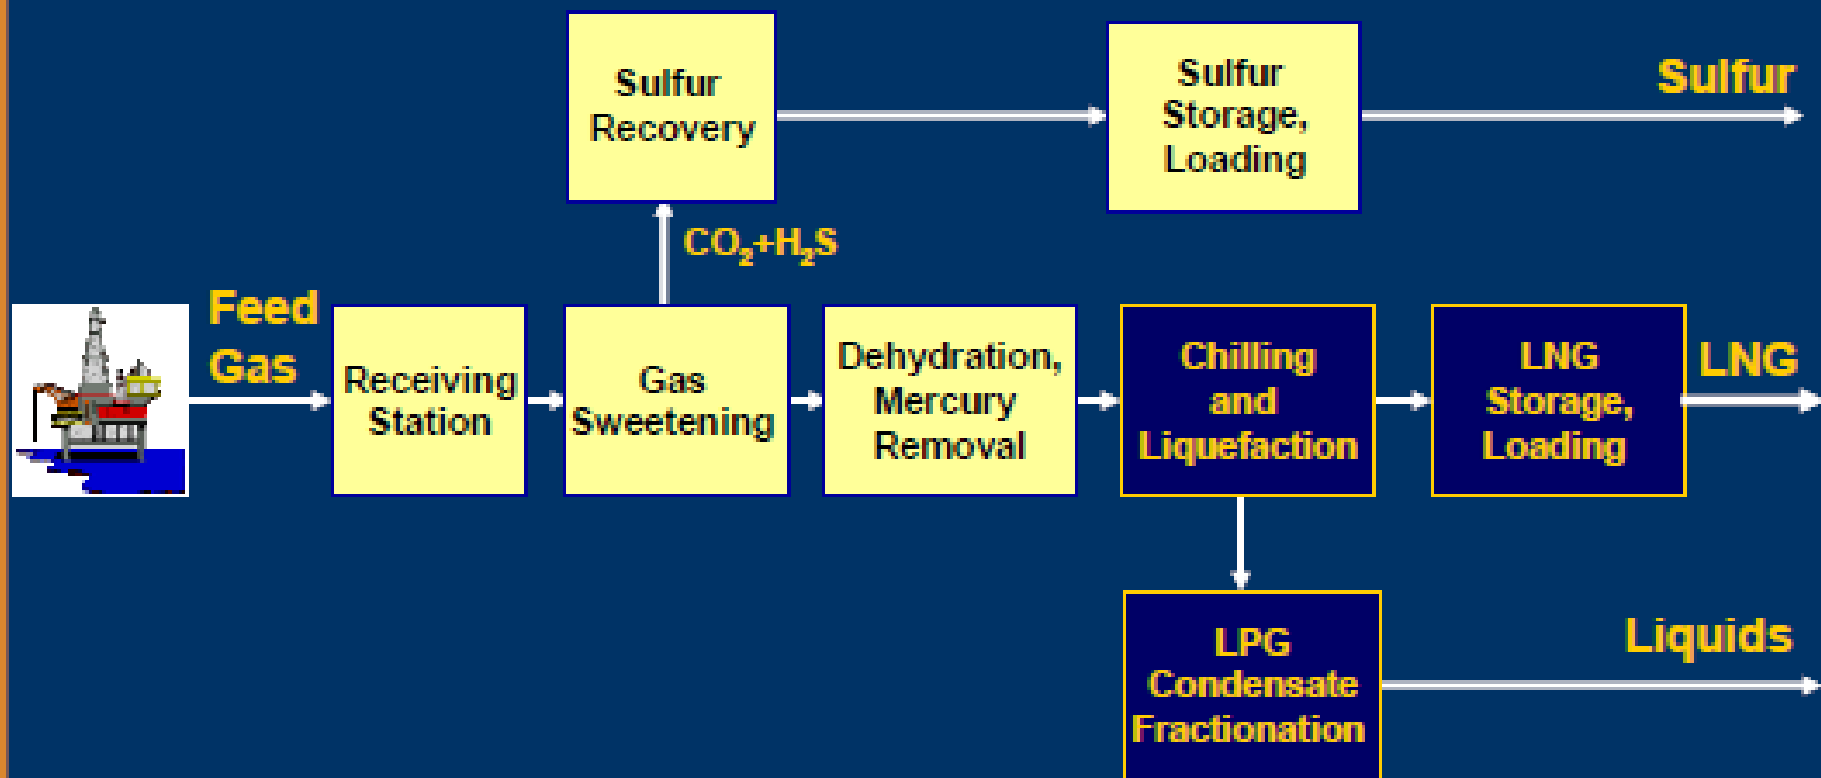 Sulfur
Recovery
Sulfur
Storage,
Loading
Sulfur
CO₂+H₂S
Feed
Gas
Receiving
Station
Gas
Sweetening
Dehydration,
Mercury
Removal
Chilling
and
Liquefaction
LNG
Storage,
Loading
LNG
LPG
Condensate
Fractionation
Liquids